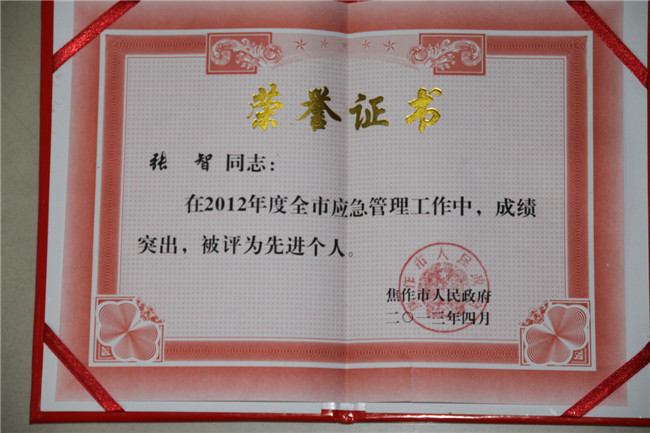 荣誉证书
张智同志：
在2012年度全市应急管理工作中，成绩
突出，被评为先进个人。
焦作市人民政府
二〇一三年四月